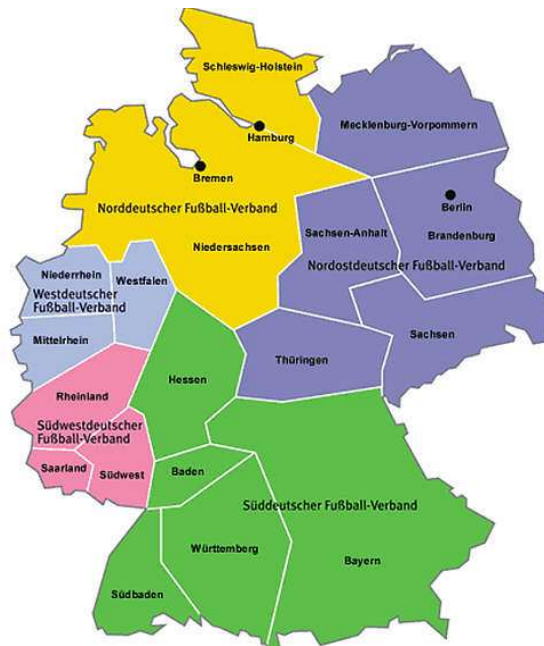 Schleswig-Holstein
Mecklenburg-Vorpommern
Hamburg
Bremen
Berlin
Norddeutscher Fußball-Verband
Niedersachsen
Sachsen-Anhalt
Brandenburg
Nordostdeutscher Fußball-Verband
Niederrhein
Westfalen
Westdeutscher
Fußball-Verband
Mittelrhein
Sachsen
Thüringen
Hessen
Rheinland
Südwestdeutscher
Fußball-Verband
Saarland
Südwest
Baden
Süddeutscher Fußball-Verband
Württemberg
Bayern
Südbaden